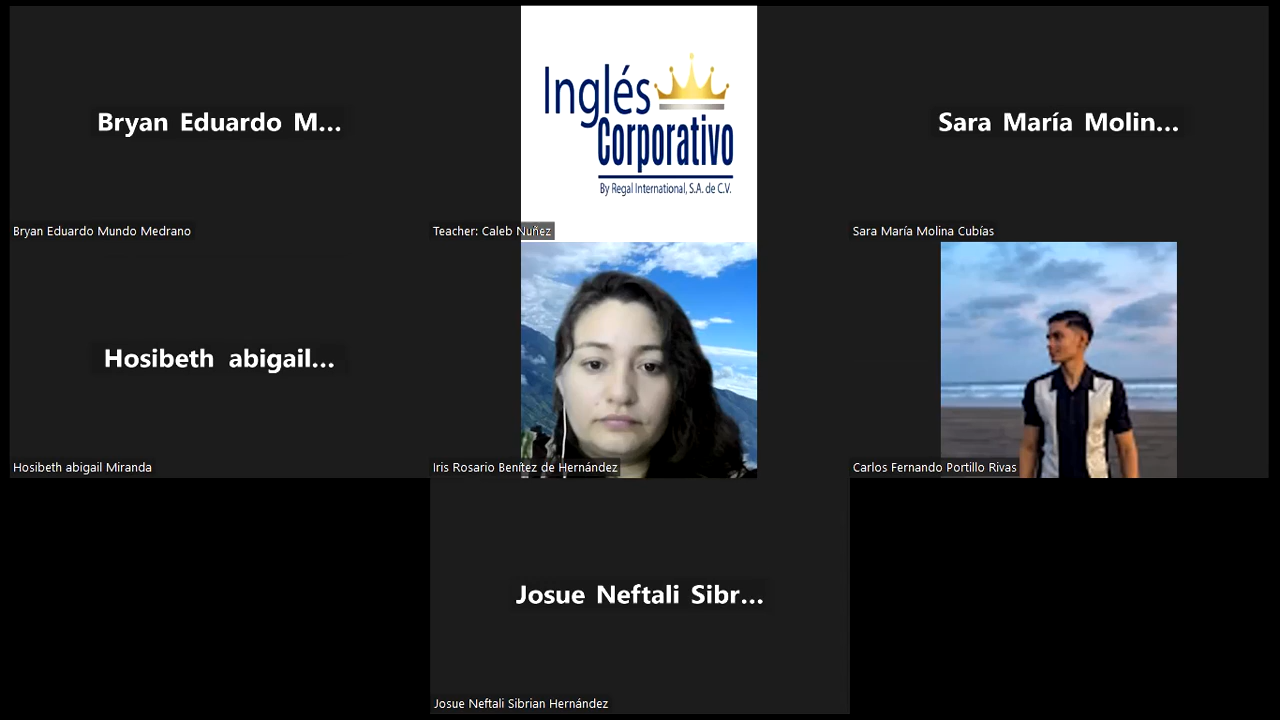 Bryan Eduardo M...
Bryan Eduardo Mundo Medrano
Inglés
Corporativo
By Regal International, S.A. de C.V.
Teacher: Caleb Nuñez
Sara María Molin...
Sara María Molina Cubías
Hosibeth abigail...
Hosibeth abigail Miranda
Iris Rosario Benítez de Hernández
Carlos Fernando Portillo Rivas
Josue Neftali Sibr...
Josue Neftali Sibrian Hernández